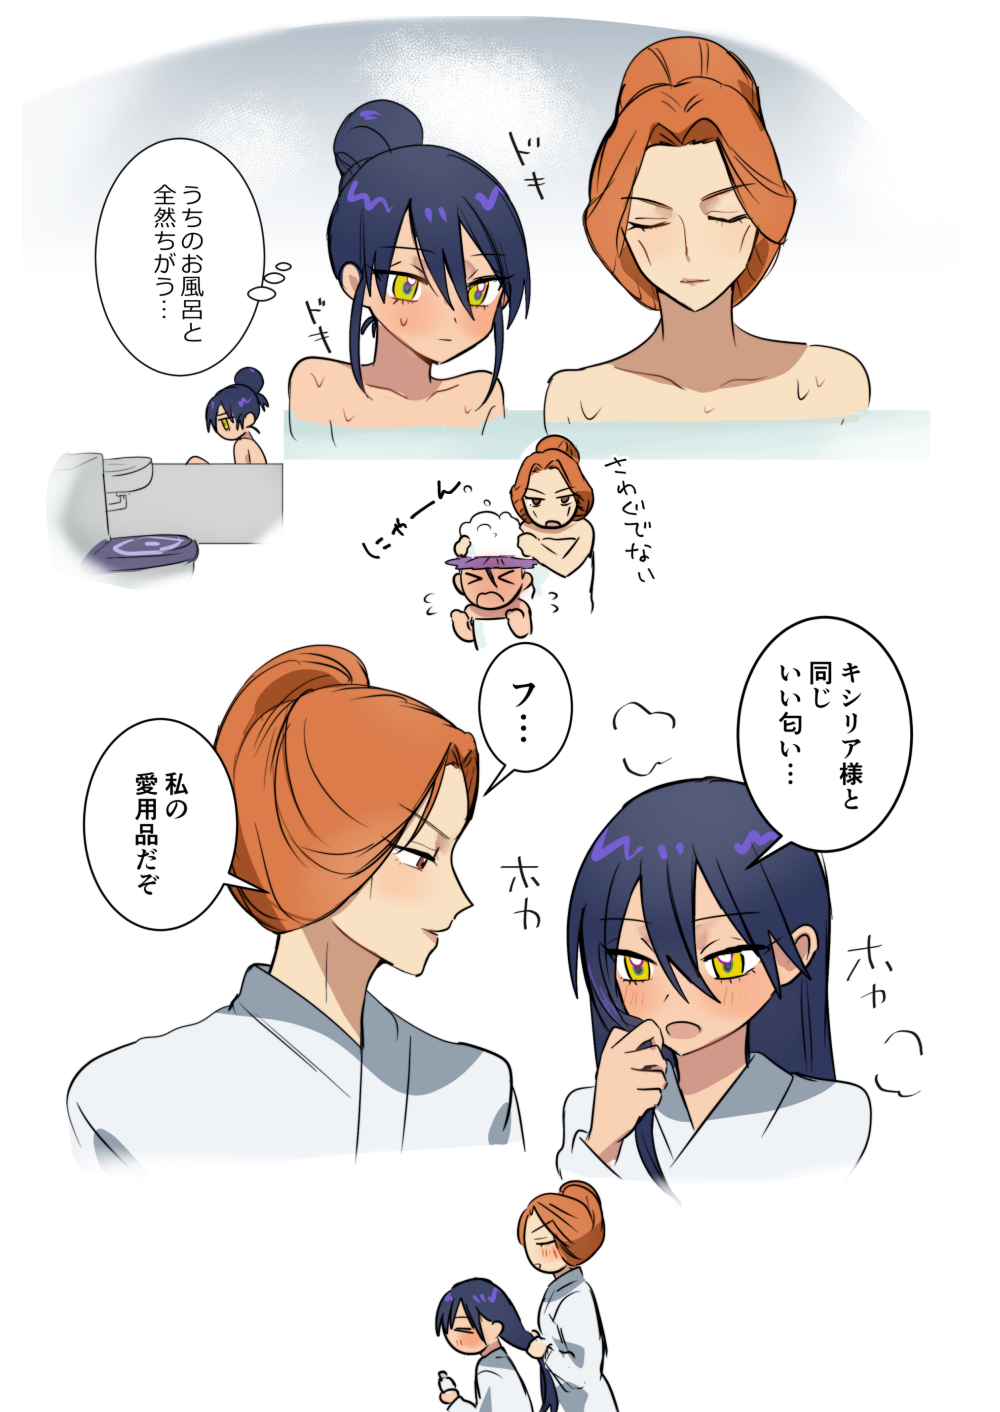 ドキ
ドキ
うちのお風呂と
全然ちがう…
さわぐでない
にゃーん
キシリア様と
同じ
いい匂い…
フ…
私の
愛用品だぞ
ホカ
ホカ